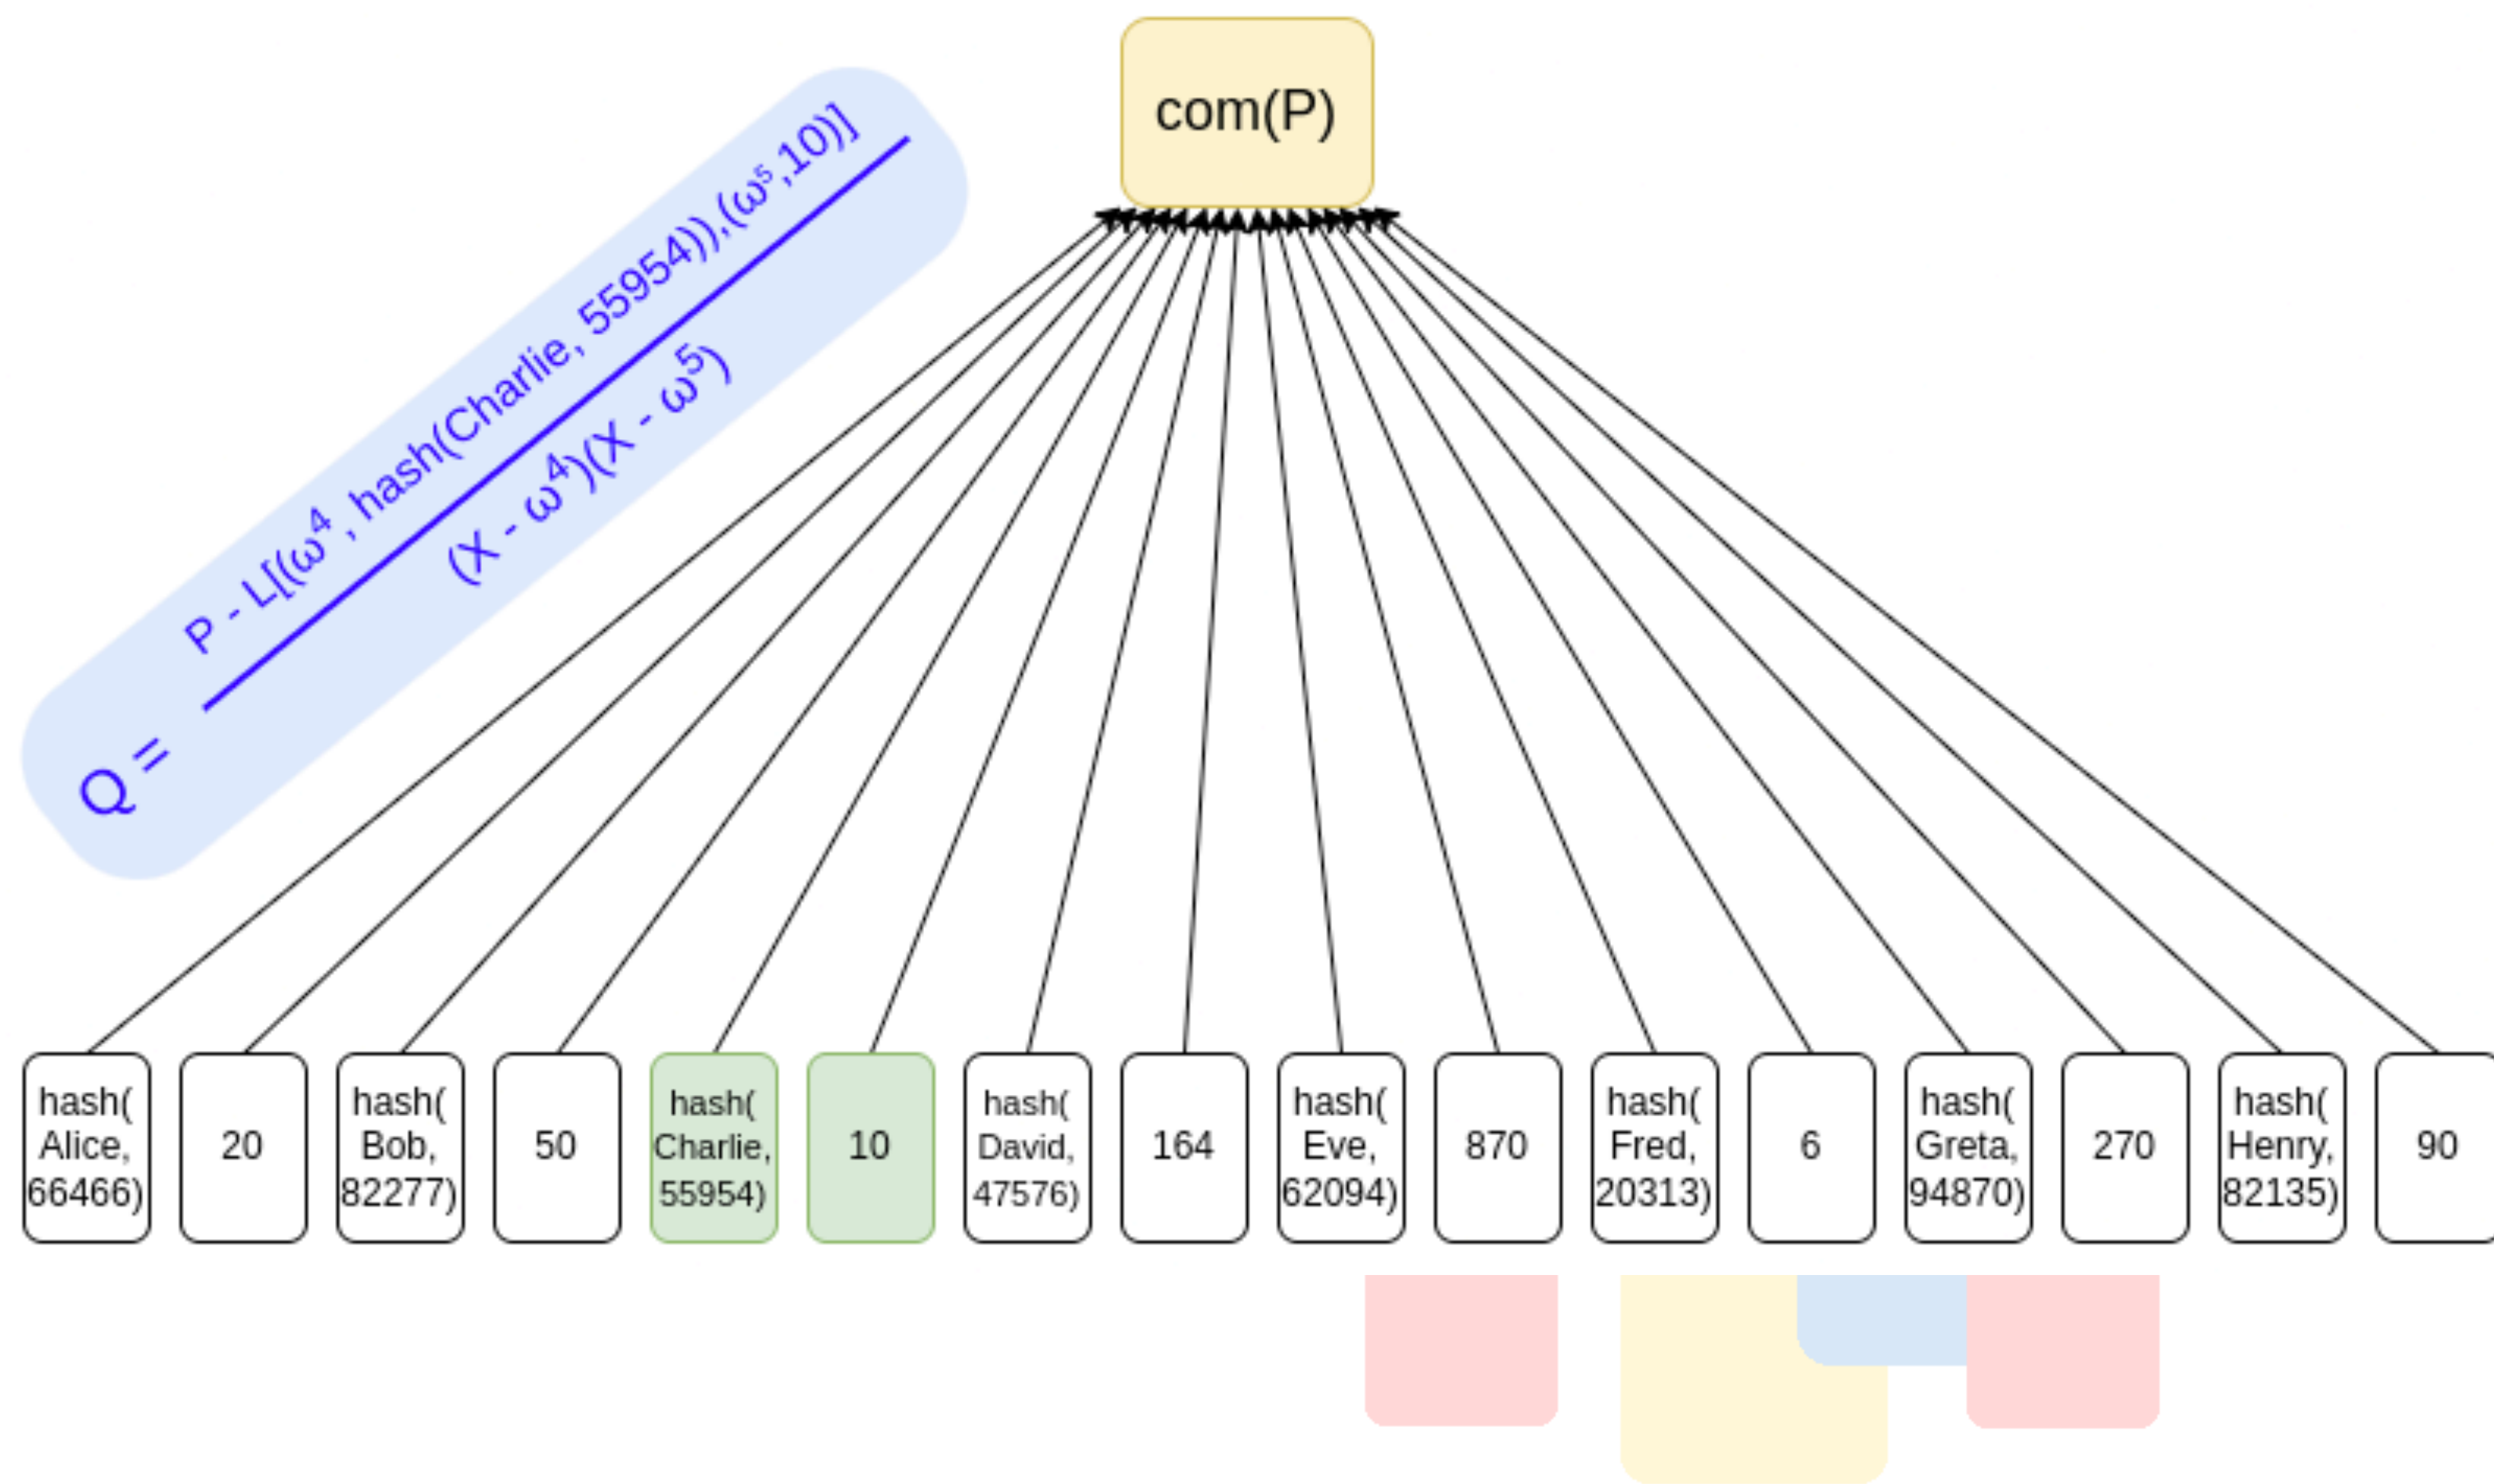 com(P)
P - L[(ω⁴, hash(Charlie, 55954))),(ω⁵,10))]
Q =
(X - ω⁴)(X - ω⁵)
hash(
Alice,
66466)
20
hash(
Bob,
82277)
50
hash(
Charlie,
55954)
10
hash(
David,
47576)
164
hash(
Eve,
62094)
870
hash(
Fred,
20313)
6
hash(
Greta,
94870)
270
hash(
Henry,
82135)
90